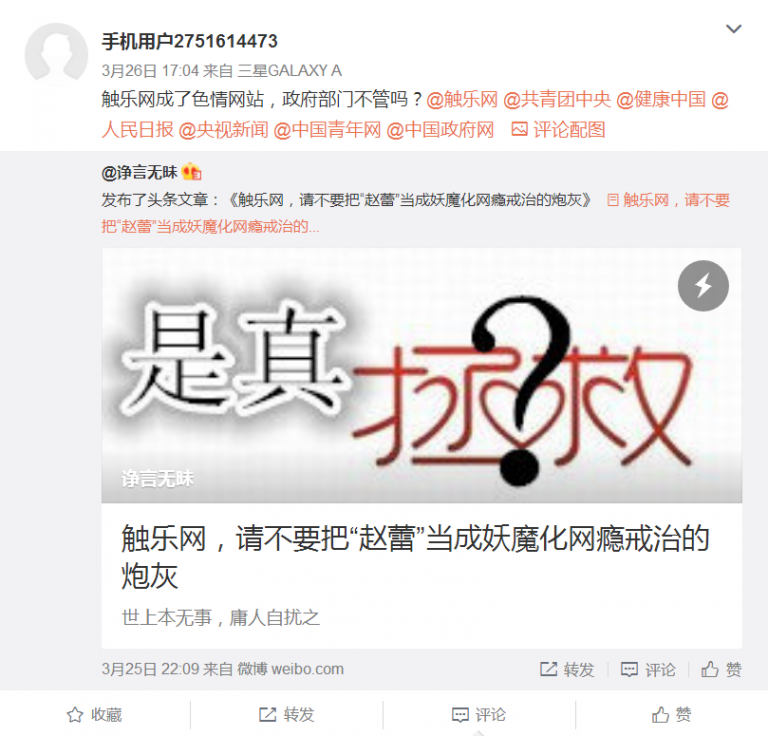 手机用户2751614473
3月26日 17:04 来自 三星GALAXY A
触乐网成了色情网站，政府部门不管吗？@触乐网 @共青团中央 @健康中国 @
人民日报 @央视新闻 @中国青年网 @中国政府网 评论配图
@诤言无昧
发布了头条文章：《触乐网，请不要把“赵蕾”当成妖魔化网瘾戒治的炮灰》 触乐网，请不要
把“赵蕾”当成妖魔化网瘾戒治的...
是真拯救？
诤言无昧
触乐网，请不要把“赵蕾”当成妖魔化网瘾戒治的
炮灰
世上本无事，庸人自扰之
3月25日 22:09 来自 微博 weibo.com 转发 评论 赞
收藏 转发 评论 赞